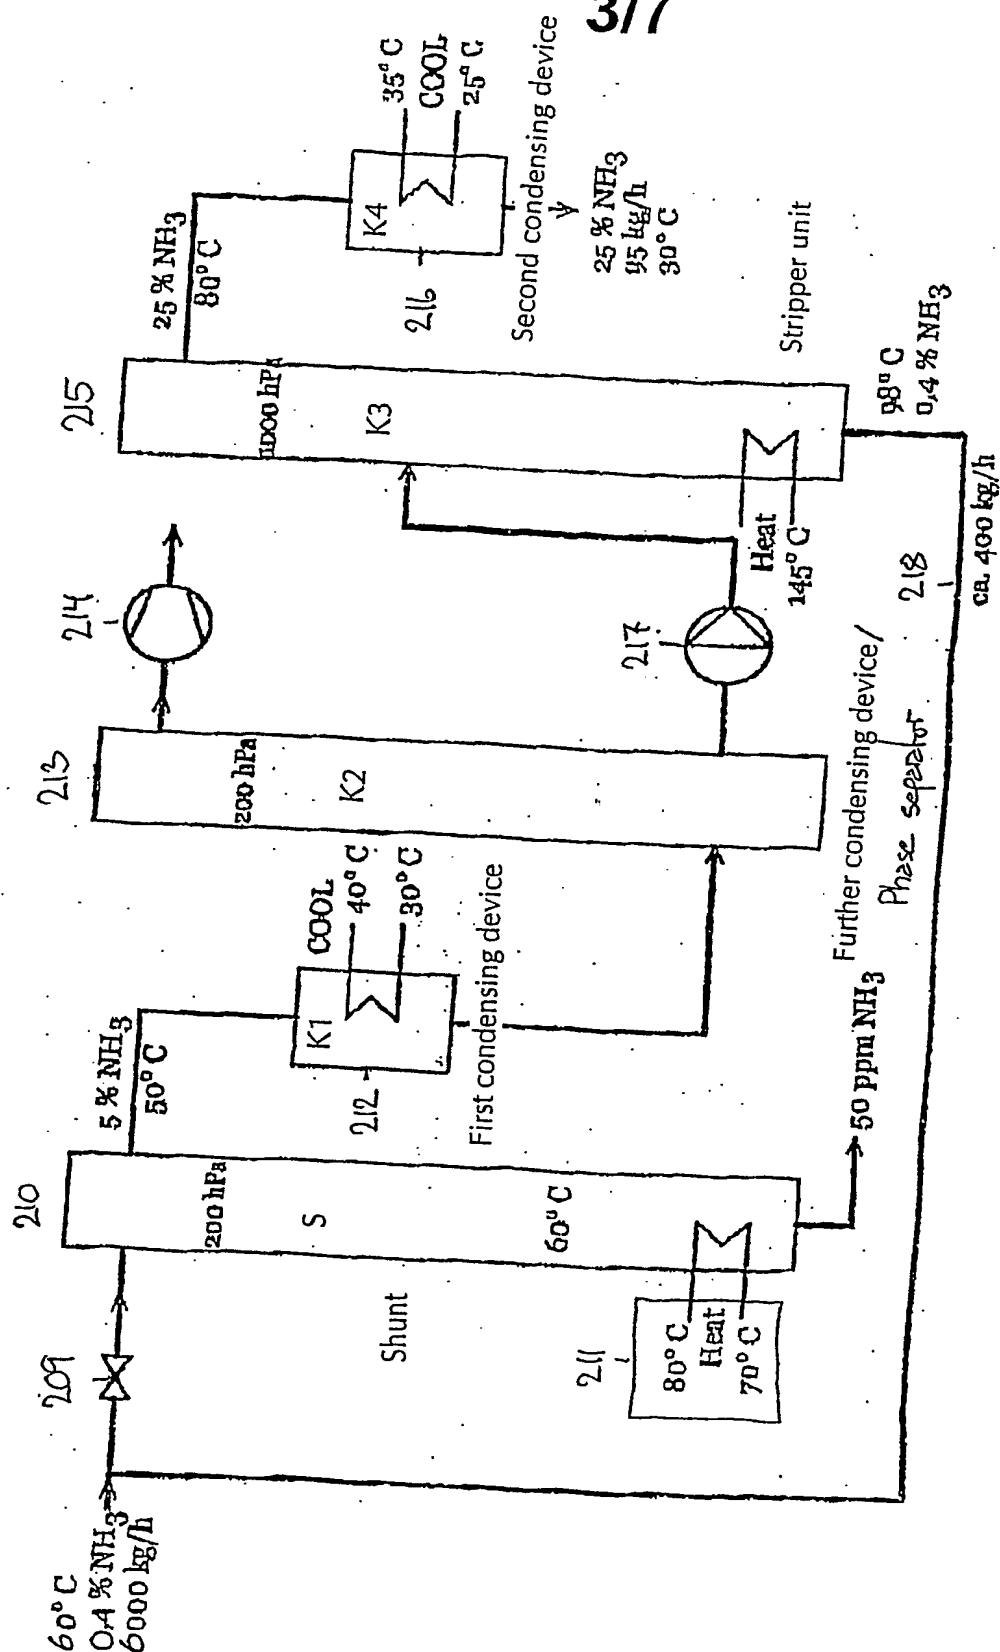 3/7
60°C
0,4 % NH3
6000 kg/h
209
210
200 hPa
S
60°C
Shunt
211
80°C
Heat
70°C
50 ppm NH3
5 % NH3
50°C
K1
COOL
40°C
30°C
212
First condensing device
213
200 hPa
K2
214
217
Further condensing device/
Phase separator
215
1000 hPa
K3
Heat
145°C
Stripper unit
98°C
0,4 % NH3
218
ca. 400 kg/h
25 % NH3
80°C
K4
35°C
COOL
25°C
216
Second condensing device
25 % NH3
95 kg/h
30°C